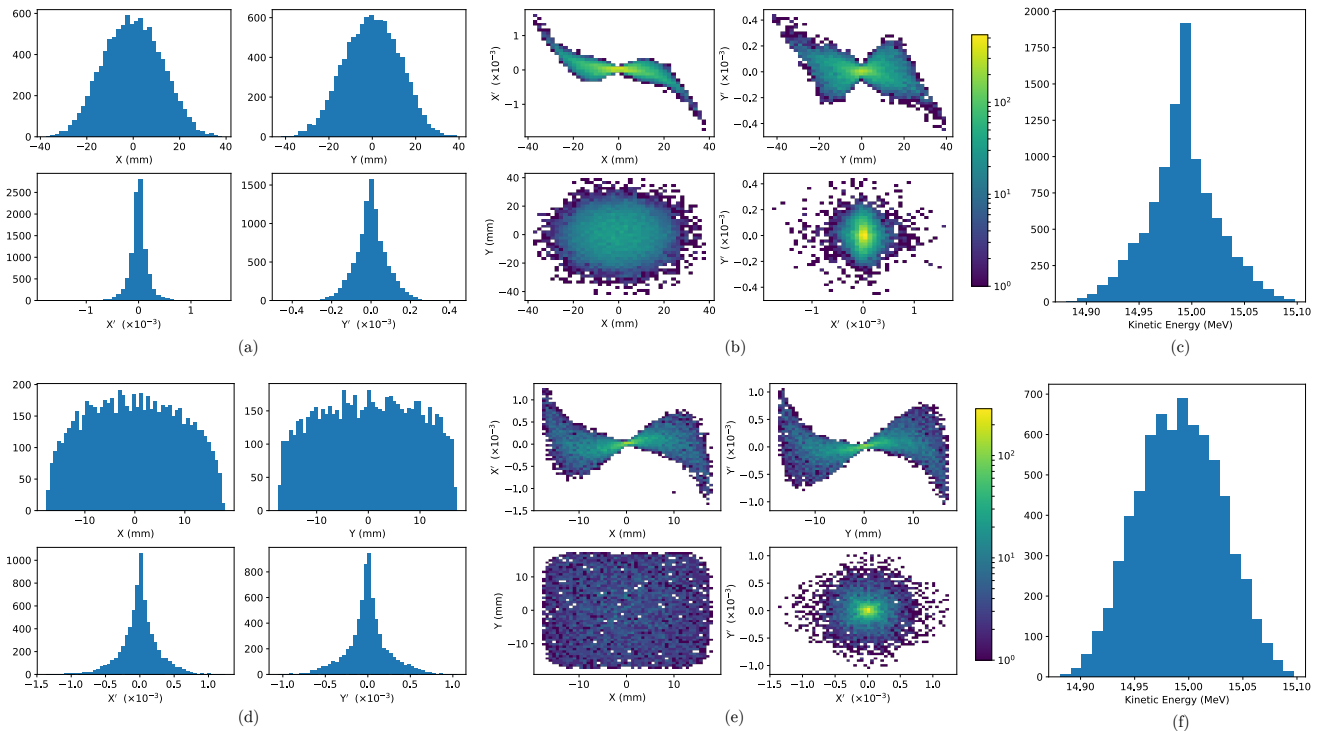 600
400
200
0
−40 −20 0 20 40
X (mm)
600
400
200
0
−40 −20 0 20 40
Y (mm)
2500
2000
1500
1000
500
0
−1 0 1
X′ (×10⁻³)
1500
1000
500
0
−0.4 −0.2 0.0 0.2 0.4
Y′ (×10⁻³)
(a)
X′ (×10⁻³)
1
0
−1
−40 −20 0 20 40
X (mm)
Y′ (×10⁻³)
0.4
0.2
0.0
−0.2
−0.4
−40 −20 0 20 40
Y (mm)
Y (mm)
40
20
0
−20
−40
−40 −20 0 20 40
X (mm)
Y′ (×10⁻³)
0.4
0.2
0.0
−0.2
−0.4
−1 0 1
X′ (×10⁻³)
10²
10¹
10⁰
(b)
2000
1750
1500
1250
1000
750
500
250
0
14.90 14.95 15.00 15.05 15.10
Kinetic Energy (MeV)
(c)
200
150
100
50
0
−10 0 10
X (mm)
150
100
50
0
−10 0 10
Y (mm)
1000
800
600
400
200
0
−1.5 −1.0 −0.5 0.0 0.5 1.0
X′ (×10⁻³)
800
600
400
200
0
−1.0 −0.5 0.0 0.5 1.0
Y′ (×10⁻³)
(d)
X′ (×10⁻³)
1.0
0.5
0.0
−0.5
−1.0
−1.5
−10 0 10
X (mm)
Y′ (×10⁻³)
1.0
0.5
0.0
−0.5
−1.0
−10 0 10
Y (mm)
Y (mm)
10
0
−10
−10 0 10
X (mm)
Y′ (×10⁻³)
1.0
0.5
0.0
−0.5
−1.0
−1.5 −1.0 −0.5 0.0 0.5 1.0
X′ (×10⁻³)
10²
10¹
10⁰
(e)
700
600
500
400
300
200
100
0
14.90 14.95 15.00 15.05 15.10
Kinetic Energy (MeV)
(f)